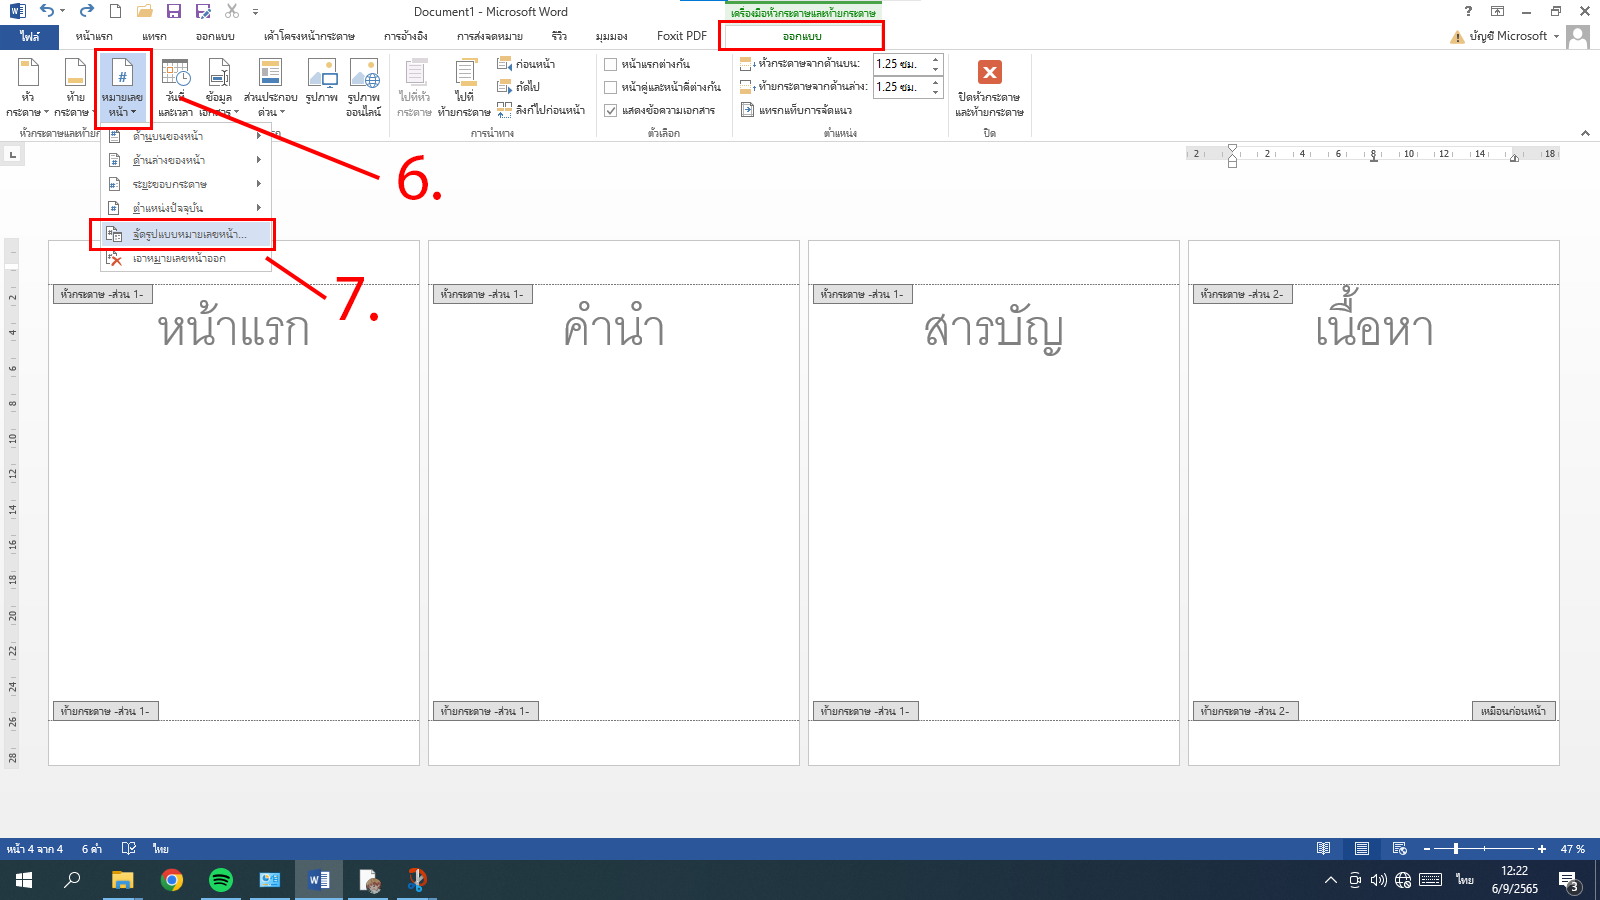 Document1 - Microsoft Word
เครื่องมือหัวกระดาษและท้ายกระดาษ
?
ไฟล์ หน้าแรก แทรก ออกแบบ เค้าโครงหน้ากระดาษ การอ้างอิง การส่งจดหมาย รีวิว มุมมอง Foxit PDF ออกแบบ บัญชี Microsoft
หัว
กระดาษ
ท้าย
กระดาษ
หมายเลข
หน้า
วันที่
และเวลา
ข้อมูล
เอกสาร
ส่วนประกอบ
ด่วน
รูปภาพ
รูปภาพ
ออนไลน์
ไปที่หัว
กระดาษ
ไปที่
ท้ายกระดาษ
ก่อนหน้า
ถัดไป
ลิงก์ไปก่อนหน้า
หน้าแรกต่างกัน
หน้าคู่และหน้าคี่ต่างกัน
แสดงข้อความเอกสาร
หัวกระดาษจากด้านบน: 1.25 ซม.
ท้ายกระดาษจากด้านล่าง: 1.25 ซม.
แทรกแท็บการจัดแนว
ปิดหัวกระดาษ
และท้ายกระดาษ
หัวกระดาษและท้ายก การนำทาง ตัวเลือก ตำแหน่ง ปิด
ด้านบนของหน้า
ด้านล่างของหน้า
ระยะขอบกระดาษ
ตำแหน่งปัจจุบัน
จัดรูปแบบหมายเลขหน้า...
เอาหมายเลขหน้าออก
6.
7.
2 2 4 6 8 10 12 14 18
2
4
6
8
10
12
14
16
18
20
22
24
26
28
หัวกระดาษ -ส่วน 1- หัวกระดาษ -ส่วน 1- หัวกระดาษ -ส่วน 1- หัวกระดาษ -ส่วน 2-
หน้าแรก คำนำ สารบัญ เนื้อหา
ท้ายกระดาษ -ส่วน 1- ท้ายกระดาษ -ส่วน 1- ท้ายกระดาษ -ส่วน 1- ท้ายกระดาษ -ส่วน 2- เหมือนก่อนหน้า
หน้า 4 จาก 4 6 คำ ไทย 47 %
ไทย 12:22
6/9/2565
3